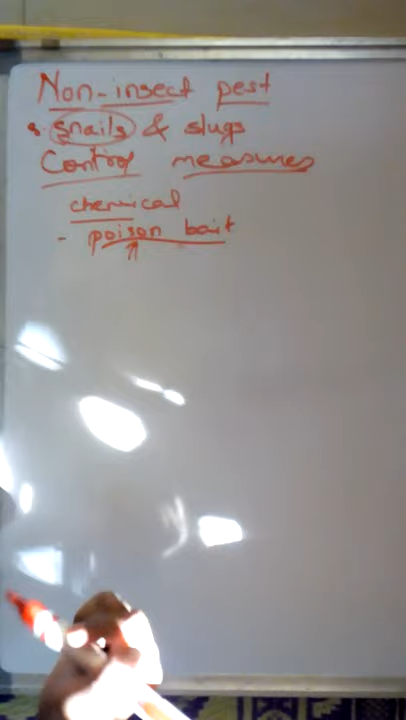 Non-insect pest
• snails & slugs
Control measures
chemical
- poison bait